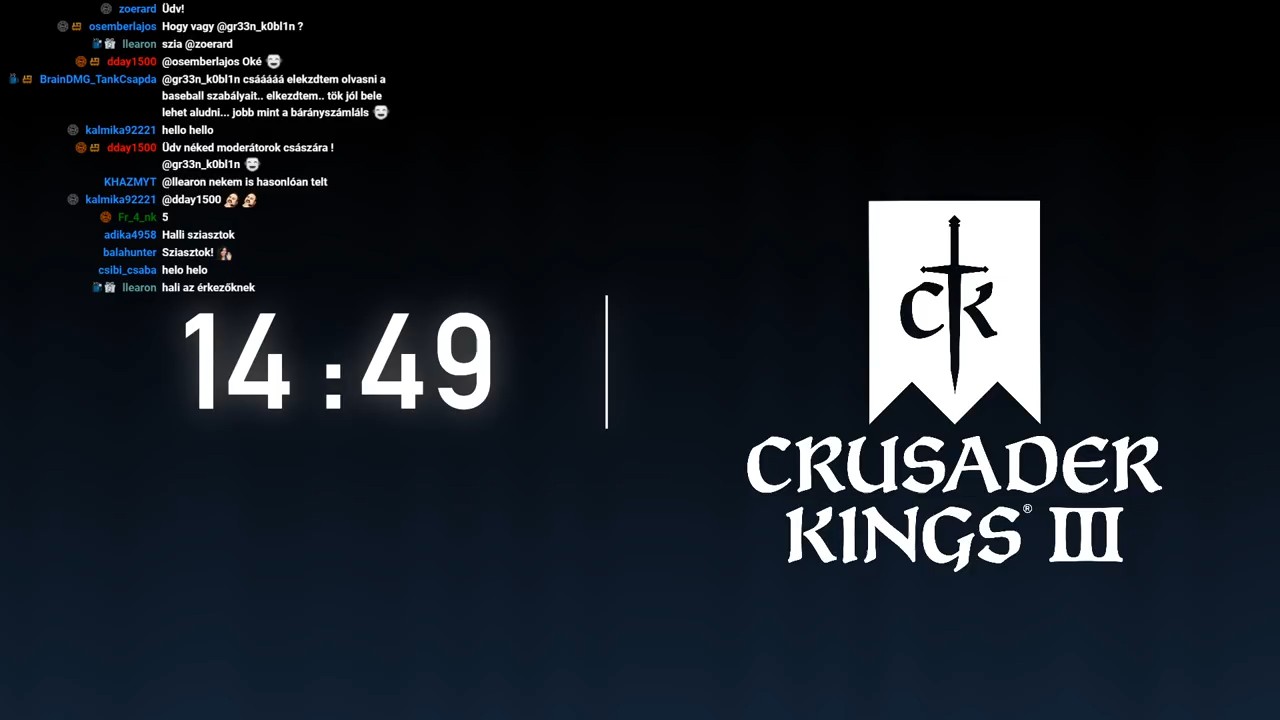 zoerard Üdv!
osemberlajos Hogy vagy @gr33n_k0bl1n ?
llearon szia @zoerard
dday1500 @osemberlajos Oké
BrainDMG_TankCsapda @gr33n_k0bl1n csááááá elekzdtem olvasni a
baseball szabályait.. elkezdtem.. tök jól bele
lehet aludni... jobb mint a bárányszámláls
kalmika92221 hello hello
dday1500 Üdv néked moderátorok császára !
@gr33n_k0bl1n
KHAZMYT @llearon nekem is hasonlóan telt
kalmika92221 @dday1500
Fr_4_nk 5
adika4958 Halli sziasztok
balahunter Sziasztok!
csibi_csaba helo helo
llearon hali az érkezőknek
14 :49
CK
CRUSADER
KINGS® III